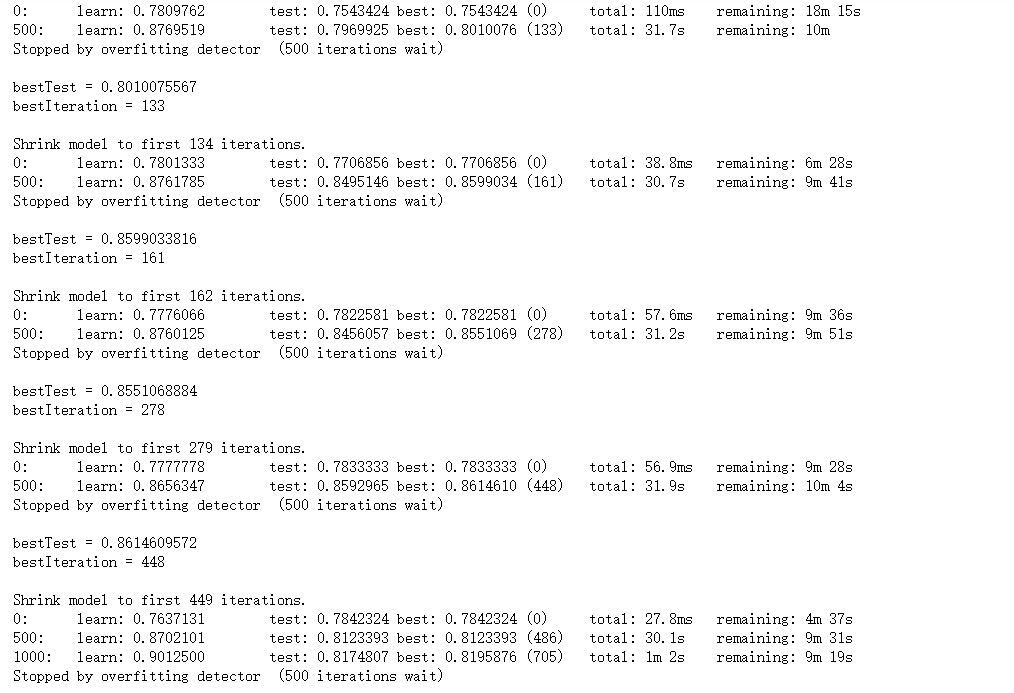 0: learn: 0.7809762 test: 0.7543424 best: 0.7543424 (0) total: 110ms remaining: 18m 15s
500: learn: 0.8769519 test: 0.7969925 best: 0.8010076 (133) total: 31.7s remaining: 10m
Stopped by overfitting detector (500 iterations wait)
bestTest = 0.8010075567
bestIteration = 133
Shrink model to first 134 iterations.
0: learn: 0.7801333 test: 0.7706856 best: 0.7706856 (0) total: 38.8ms remaining: 6m 28s
500: learn: 0.8761785 test: 0.8495146 best: 0.8599034 (161) total: 30.7s remaining: 9m 41s
Stopped by overfitting detector (500 iterations wait)
bestTest = 0.8599033816
bestIteration = 161
Shrink model to first 162 iterations.
0: learn: 0.7776066 test: 0.7822581 best: 0.7822581 (0) total: 57.6ms remaining: 9m 36s
500: learn: 0.8760125 test: 0.8456057 best: 0.8551069 (278) total: 31.2s remaining: 9m 51s
Stopped by overfitting detector (500 iterations wait)
bestTest = 0.8551068884
bestIteration = 278
Shrink model to first 279 iterations.
0: learn: 0.7777778 test: 0.7833333 best: 0.7833333 (0) total: 56.9ms remaining: 9m 28s
500: learn: 0.8656347 test: 0.8592965 best: 0.8614610 (448) total: 31.9s remaining: 10m 4s
Stopped by overfitting detector (500 iterations wait)
bestTest = 0.8614609572
bestIteration = 448
Shrink model to first 449 iterations.
0: learn: 0.7637131 test: 0.7842324 best: 0.7842324 (0) total: 27.8ms remaining: 4m 37s
500: learn: 0.8702101 test: 0.8123393 best: 0.8123393 (486) total: 30.1s remaining: 9m 31s
1000: learn: 0.9012500 test: 0.8174807 best: 0.8195876 (705) total: 1m 2s remaining: 9m 19s
Stopped by overfitting detector (500 iterations wait)